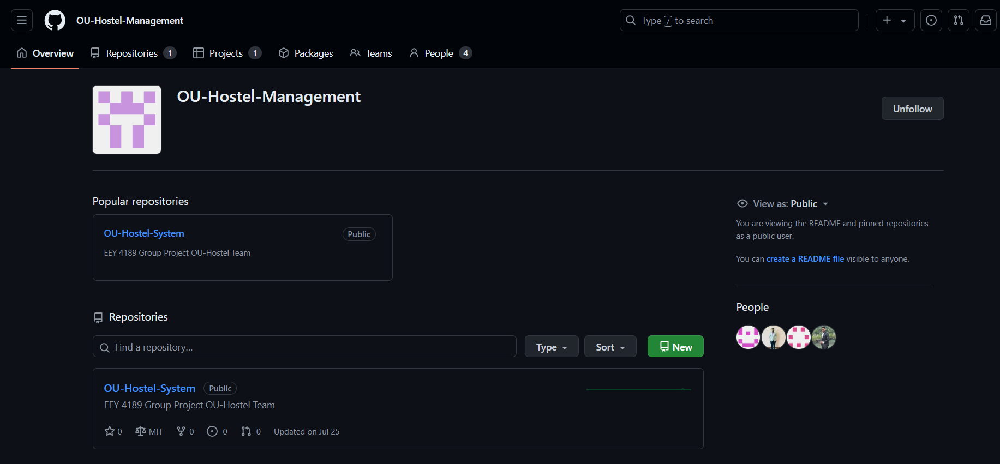 OU-Hostel-Management
Type / to search
Overview
Repositories 1
Projects 1
Packages
Teams
People 4
OU-Hostel-Management
Unfollow
Popular repositories
OU-Hostel-System
Public
EEY 4189 Group Project OU-Hostel Team
View as: Public
You are viewing the README and pinned repositories
as a public user.
You can create a README file visible to anyone.
People
Repositories
Find a repository...
Type
Sort
New
OU-Hostel-System
Public
EEY 4189 Group Project OU-Hostel Team
0 MIT 0 0 0 Updated on Jul 25